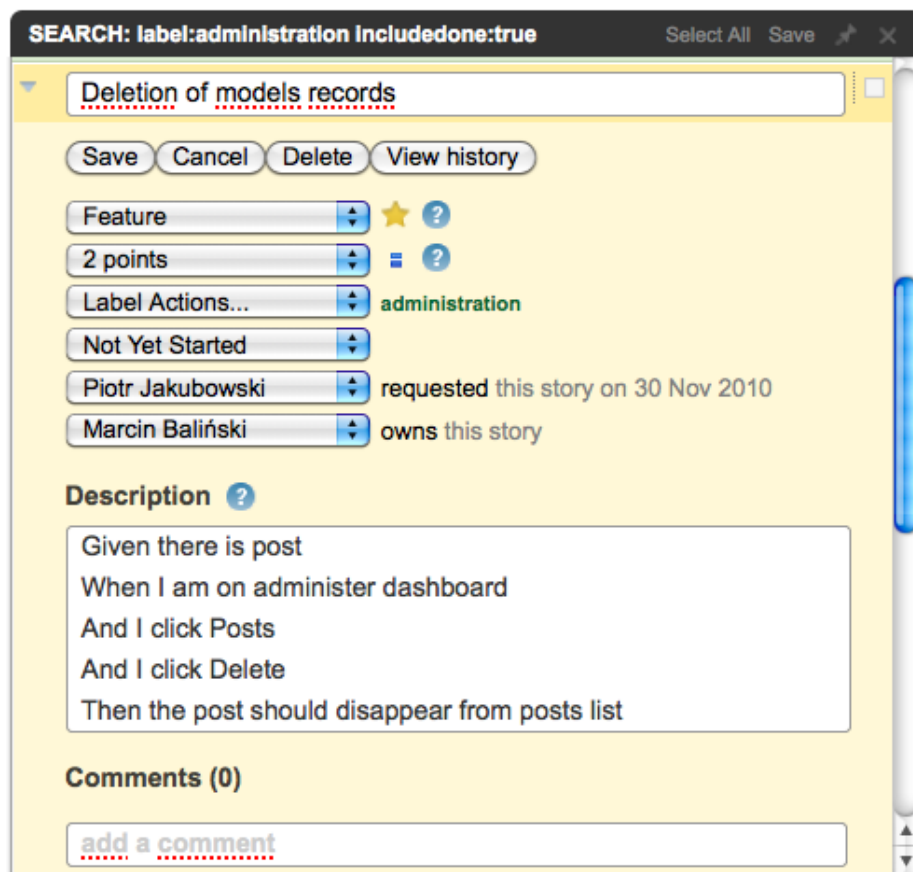 SEARCH: label:administration includedone:true Select All Save
Deletion of models records
Save Cancel Delete View history
Feature ?
2 points ?
Label Actions... administration
Not Yet Started
Piotr Jakubowski requested this story on 30 Nov 2010
Marcin Baliński owns this story
Description ?
Given there is post
When I am on administer dashboard
And I click Posts
And I click Delete
Then the post should disappear from posts list
Comments (0)
add a comment